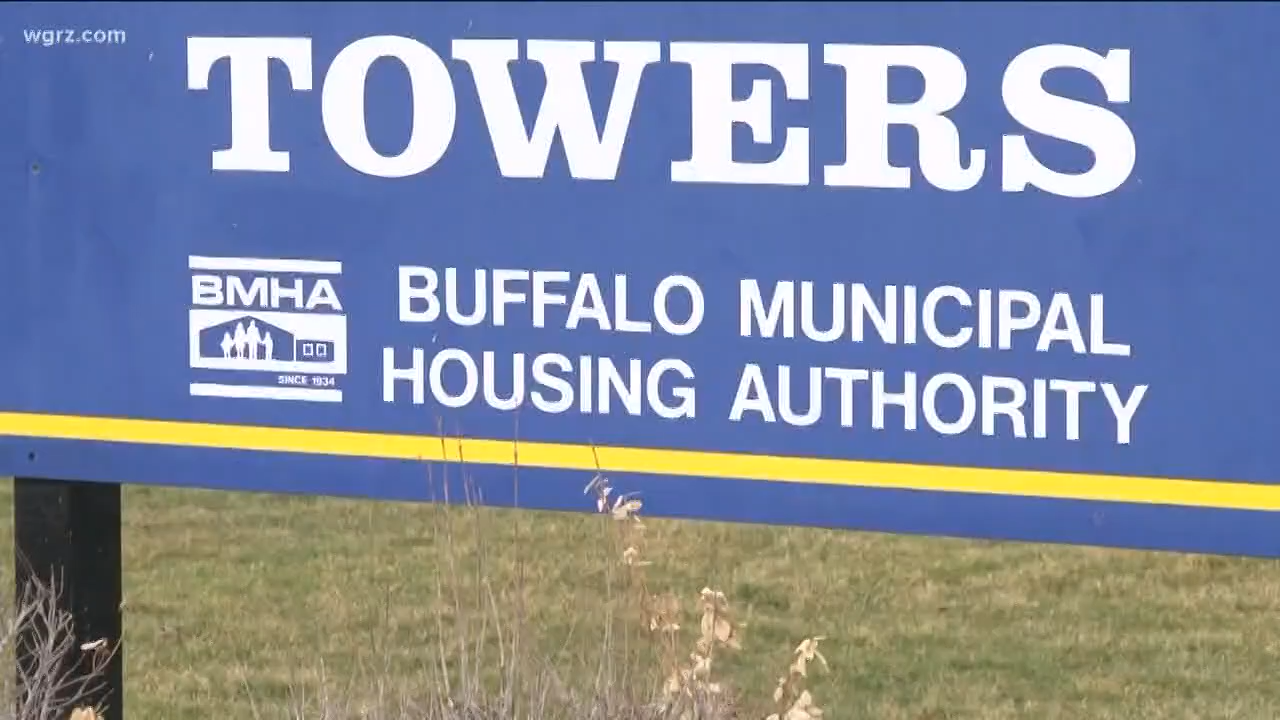 wgrz.com
TOWERS
BMHA
SINCE 1934
BUFFALO MUNICIPAL
HOUSING AUTHORITY